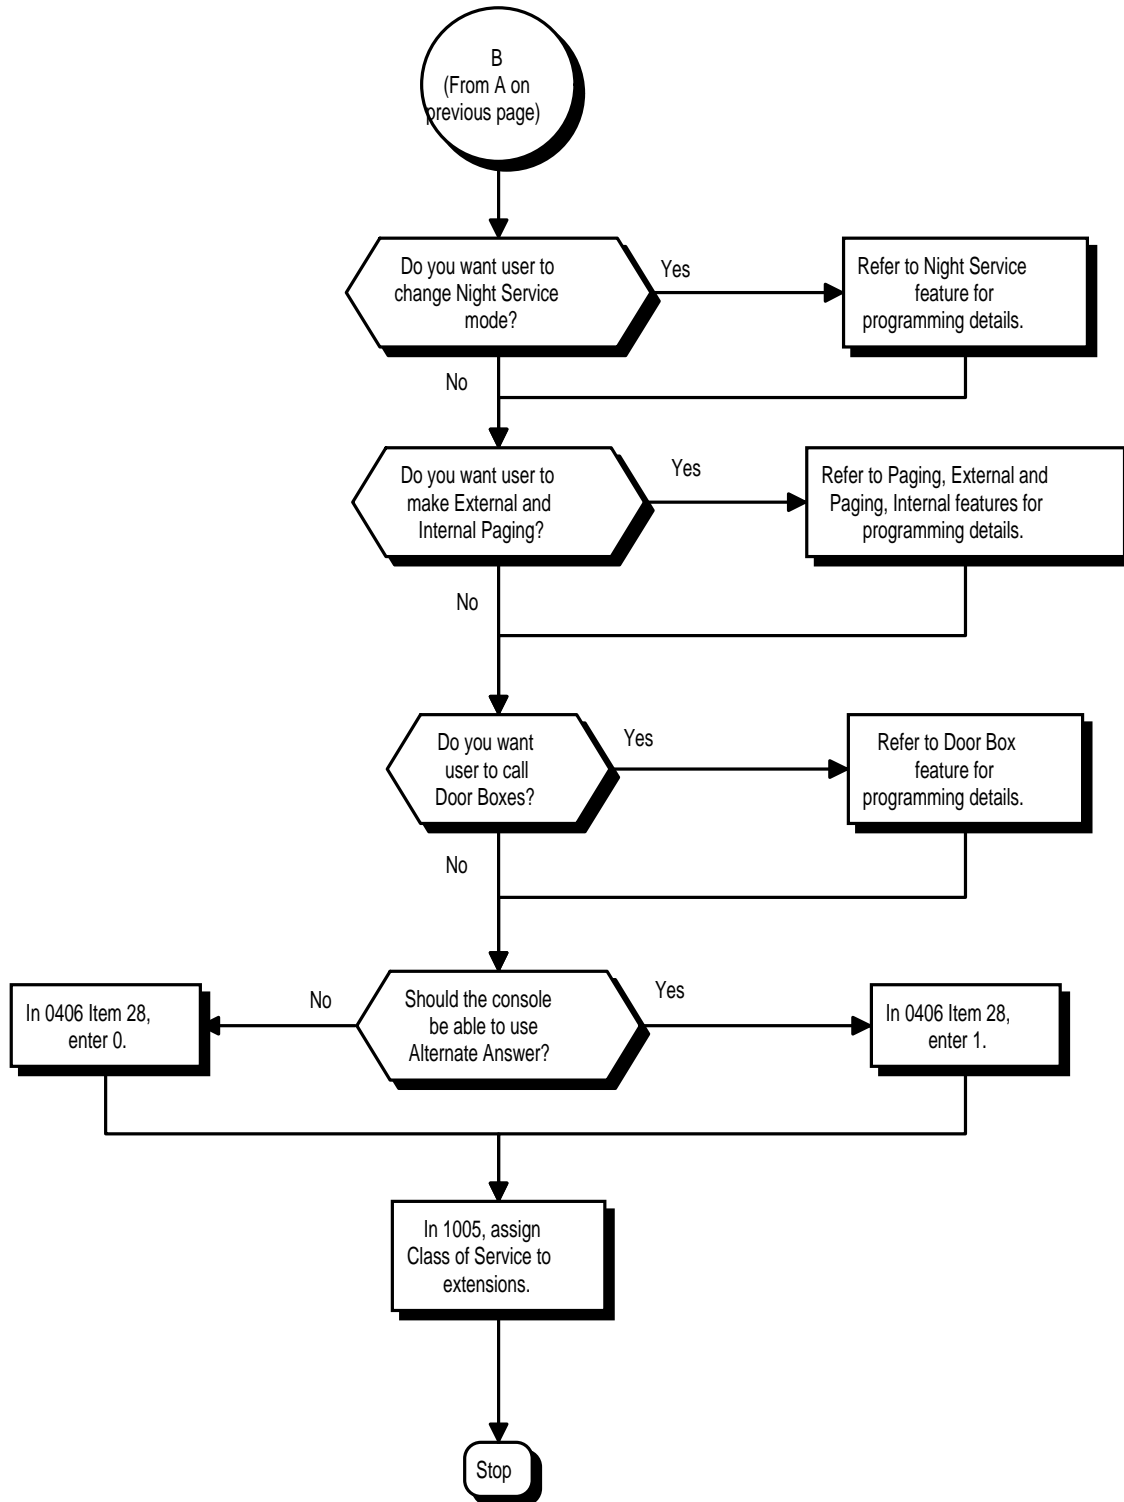 B
(From A on
previous page)
Do you want user to
change Night Service
mode?
Yes
Refer to Night Service
feature for
programming details.
No
Do you want user to
make External and
Internal Paging?
Yes
Refer to Paging, External and
Paging, Internal features for
programming details.
No
Do you want
user to call
Door Boxes?
Yes
Refer to Door Box
feature for
programming details.
No
In 0406 Item 28,
enter 0.
No
Should the console
be able to use
Alternate Answer?
Yes
In 0406 Item 28,
enter 1.
In 1005, assign
Class of Service to
extensions.
Stop